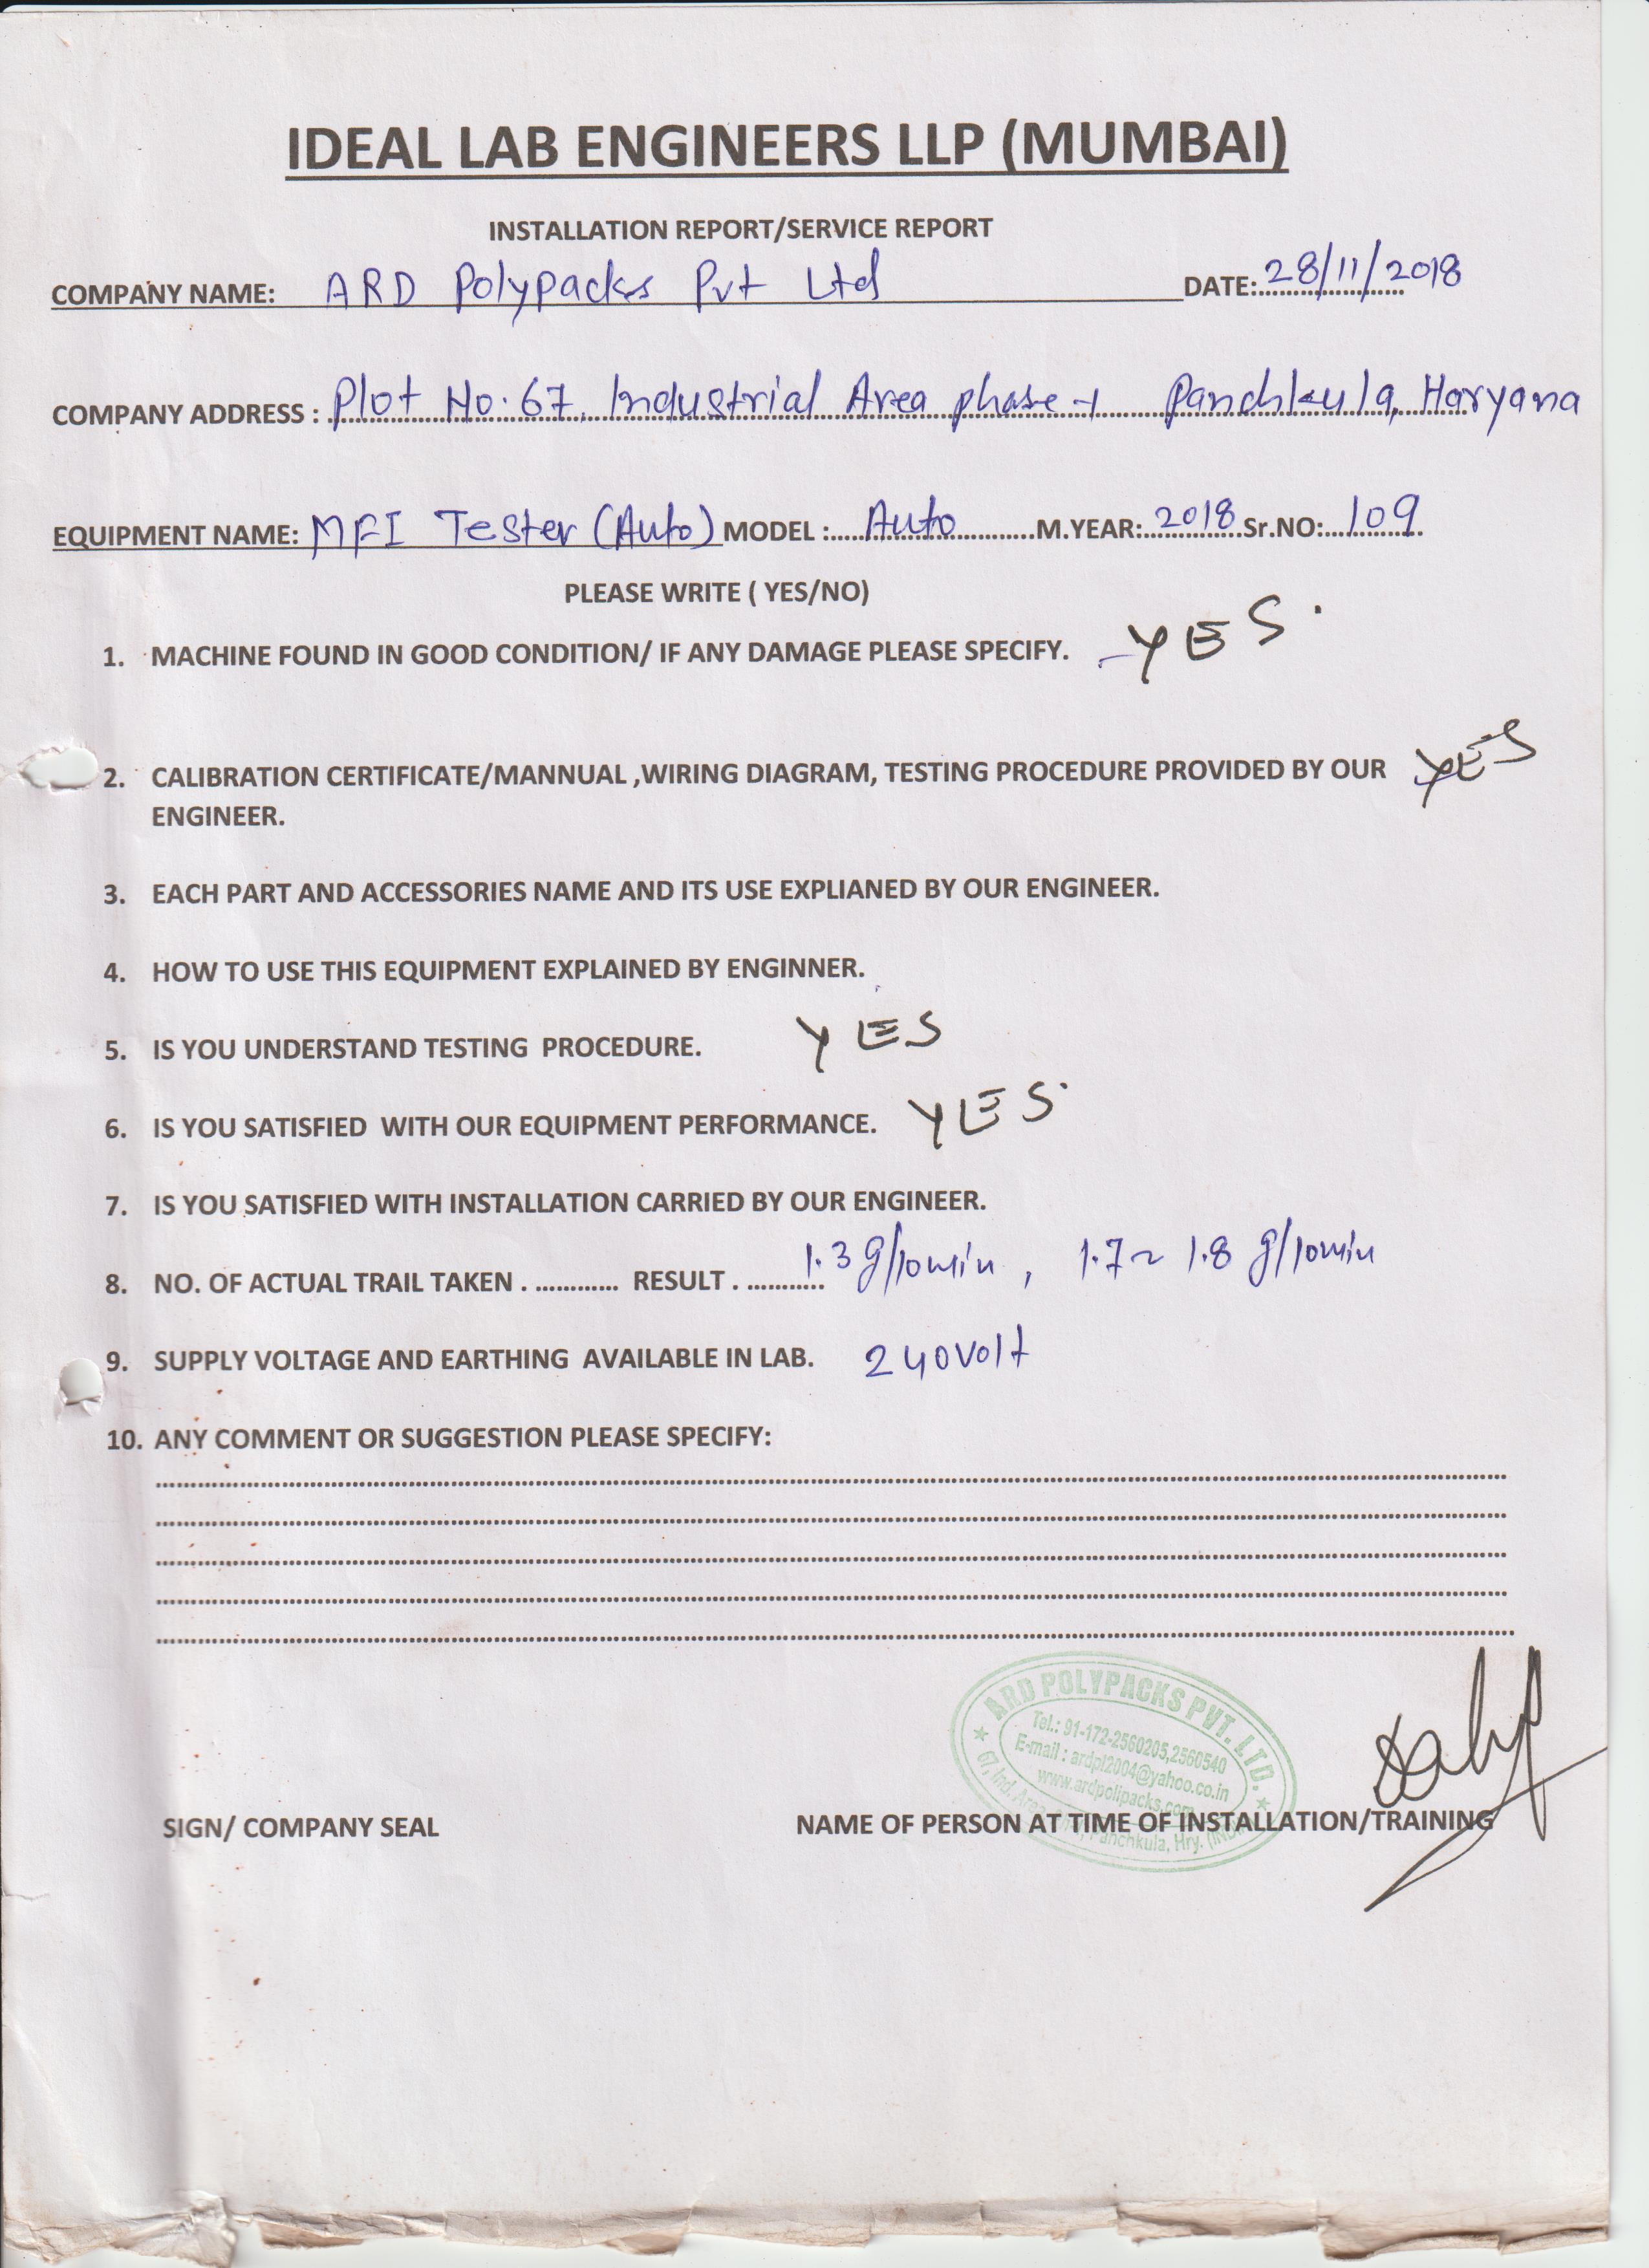 IDEAL LAB ENGINEERS LLP (MUMBAI)
INSTALLATION REPORT/SERVICE REPORT
COMPANY NAME: ARD Polypacks Pvt Ltd DATE:28/11/2018
COMPANY ADDRESS : Plot No. 67, Industrial Area phase-1 Panchkula, Haryana
EQUIPMENT NAME: MFI Tester (Auto) MODEL :.....Auto.............M.YEAR:.2018.Sr.NO:...109..
PLEASE WRITE ( YES/NO)
1. MACHINE FOUND IN GOOD CONDITION/ IF ANY DAMAGE PLEASE SPECIFY. YES.
2. CALIBRATION CERTIFICATE/MANNUAL ,WIRING DIAGRAM, TESTING PROCEDURE PROVIDED BY OUR YES
ENGINEER.
3. EACH PART AND ACCESSORIES NAME AND ITS USE EXPLIANED BY OUR ENGINEER.
4. HOW TO USE THIS EQUIPMENT EXPLAINED BY ENGINNER.
5. IS YOU UNDERSTAND TESTING PROCEDURE. YES
6. IS YOU SATISFIED WITH OUR EQUIPMENT PERFORMANCE. YES.
7. IS YOU SATISFIED WITH INSTALLATION CARRIED BY OUR ENGINEER.
8. NO. OF ACTUAL TRAIL TAKEN . ............ RESULT . ........... 1.3 g/10min , 1.7 ~ 1.8 g/10min
9. SUPPLY VOLTAGE AND EARTHING AVAILABLE IN LAB. 240volt
10. ANY COMMENT OR SUGGESTION PLEASE SPECIFY:
ARD POLYPACKS PVT. LTD.
Tel.: 91-172-2560205,2560540
E-mail : ardpl2004@yahoo.co.in
www.ardpolipacks.com
67, Ind. Area, Panchkula, Hry.
SIGN/ COMPANY SEAL NAME OF PERSON AT TIME OF INSTALLATION/TRAINING